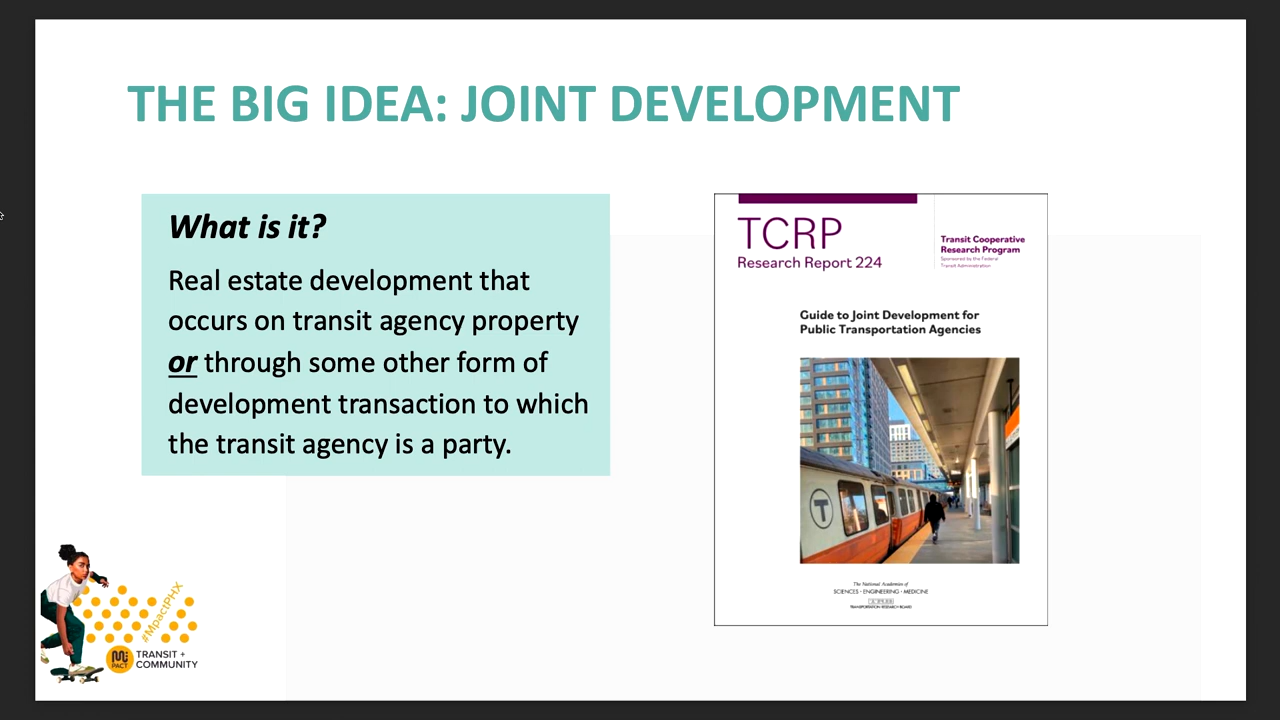 THE BIG IDEA: JOINT DEVELOPMENT
What is it?
Real estate development that
occurs on transit agency property
or through some other form of
development transaction to which
the transit agency is a party.
TCRP
Research Report 224
Transit Cooperative
Research Program
Sponsored by the Federal
Transit Administration
Guide to Joint Development for
Public Transportation Agencies
T
The National Academies of
SCIENCES · ENGINEERING · MEDICINE
TRANSPORTATION RESEARCH BOARD
#MpactPHX
PACT
TRANSIT +
COMMUNITY